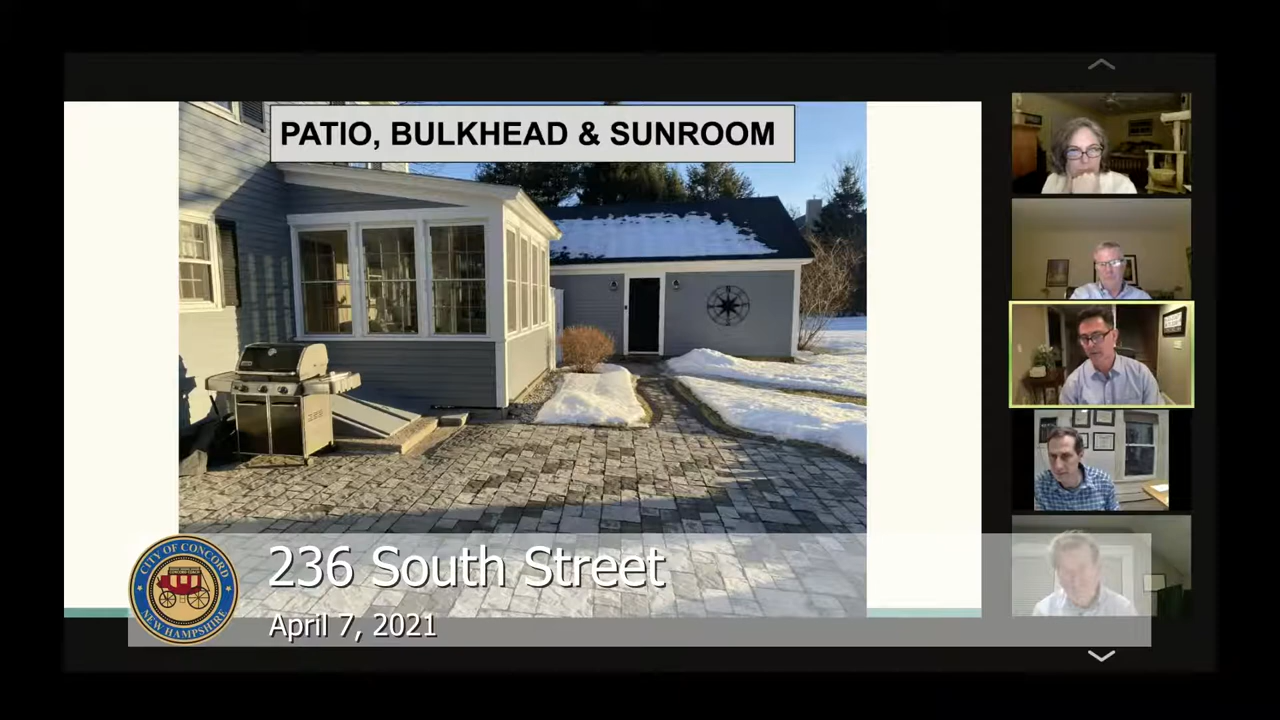 PATIO, BULKHEAD & SUNROOM
236 South Street
April 7, 2021
CITY OF CONCORD
NEW HAMPSHIRE